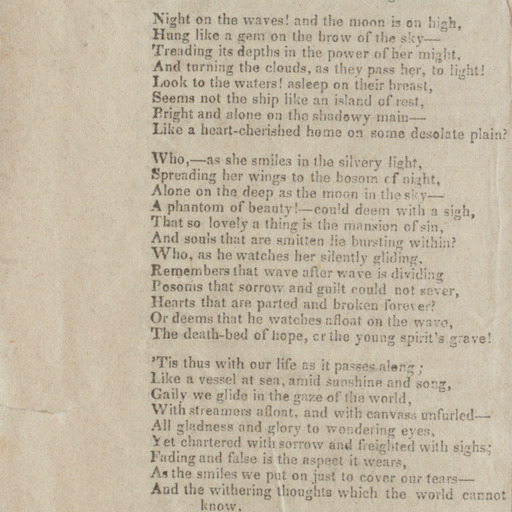 Night on the waves! and the moon is on high,
Hung like a gem on the brow of the sky—
Treading its depths in the power of her might,
And turning the clouds, as they pass her, to light!
Look to the waters! asleep on their breast,
Seems not the ship like an island of rest,
Bright and alone on the shadowy main—
Like a heart-cherished home on some desolate plain?
Who,—as she smiles in the silvery light,
Spreading her wings to the bosom of night,
Alone on the deep as the moon in the sky—
A phantom of beauty!—could deem with a sigh,
That so lovely a thing is the mansion of sin,
And souls that are smitten lie bursting within?
Who, as he watches her silently gliding,
Remembers that wave after wave is dividing
Bosoms that sorrow and guilt could not sever,
Hearts that are parted and broken forever?
Or deems that he watches afloat on the wave,
The death-bed of hope, or the young spirit's grave!
'Tis thus with our life as it passes along;
Like a vessel at sea, amid sunshine and song,
Gaily we glide in the gaze of the world,
With streamers afloat, and with canvass unfurled—
All gladness and glory to wondering eyes,
Yet chartered with sorrow and freighted with sighs;
Fading and false is the aspect it wears,
As the smiles we put on just to cover our tears—
And the withering thoughts which the world cannot
know,